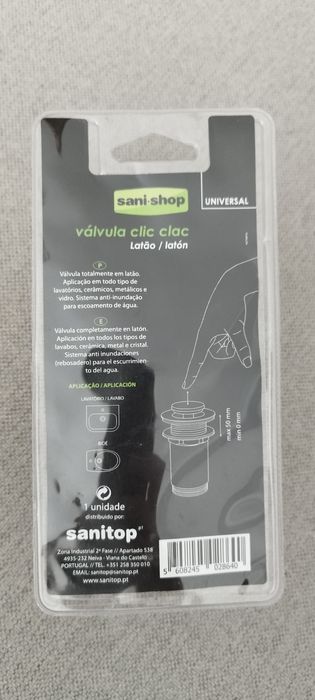 sani·shop
UNIVERSAL
válvula clic clac
Latão / latón
P
Válvula totalmente em latão.
Aplicação em todo tipo de
lavatórios, cerâmicos, metálicos e
vidro. Sistema anti-inundação
para escoamento de água.
E
Válvula completamente en latón.
Aplicación en todos los tipos de
lavabos, cerámica, metal e cristal.
Sistema anti inundaciones
(rebosadero) para el escurrimiento
del agua.
APLICAÇÃO / APLICACIÓN
LAVATÓRIO / LAVABO
BIDÉ
max 50 mm
min 0 mm
1 unidade
distribuido por:
sanitop pt
Zona Industrial 2ª Fase // Apartado 538
4935-232 Neiva - Viana do Castelo
PORTUGAL // TEL. +351 258 350 010
EMAIL: sanitop@sanitop.pt
www.sanitop.pt
5 608245 028640